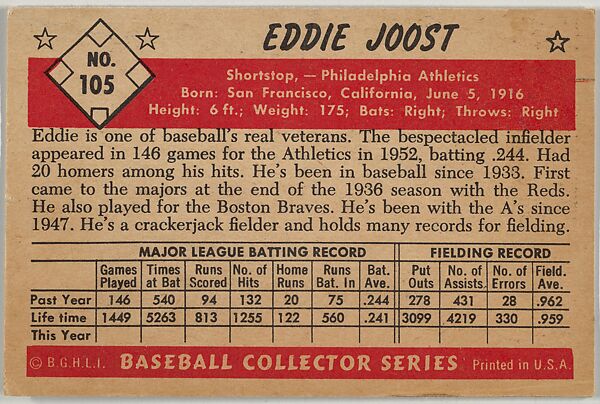 EDDIE JOOST
NO.
105
Shortstop, — Philadelphia Athletics
Born: San Francisco, California, June 5, 1916
Height: 6 ft.; Weight: 175; Bats: Right; Throws: Right
Eddie is one of baseball's real veterans. The bespectacled infielder
appeared in 146 games for the Athletics in 1952, batting .244. Had
20 homers among his hits. He's been in baseball since 1933. First
came to the majors at the end of the 1936 season with the Reds.
He also played for the Boston Braves. He's been with the A's since
1947. He's a crackerjack fielder and holds many records for fielding.
MAJOR LEAGUE BATTING RECORD FIELDING RECORD
Games Times Runs No. of Home Runs Bat. Put No. of No. of Field.
Played at Bat Scored Hits Runs Bat. In Ave. Outs Assists Errors Ave.
Past Year 146 540 94 132 20 75 .244 278 431 28 .962
Life time 1449 5263 813 1255 122 560 .241 3099 4219 330 .959
This Year
© B.G.H.L.I. BASEBALL COLLECTOR SERIES Printed in U.S.A.